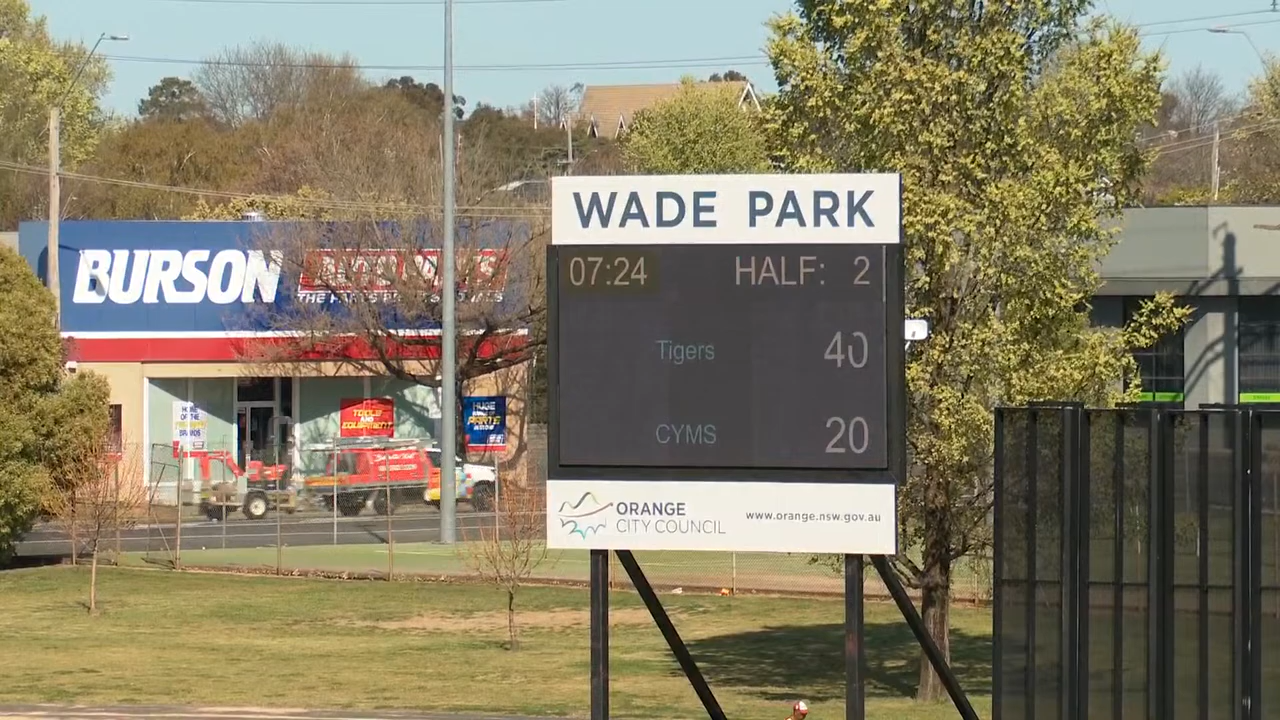 WADE PARK
07:24 HALF: 2
Tigers 40
CYMS 20
ORANGE
CITY COUNCIL
www.orange.nsw.gov.au
BURSON AUTO PARTS
TOOLS
AND
EQUIPMENT
HUGE
PARTS